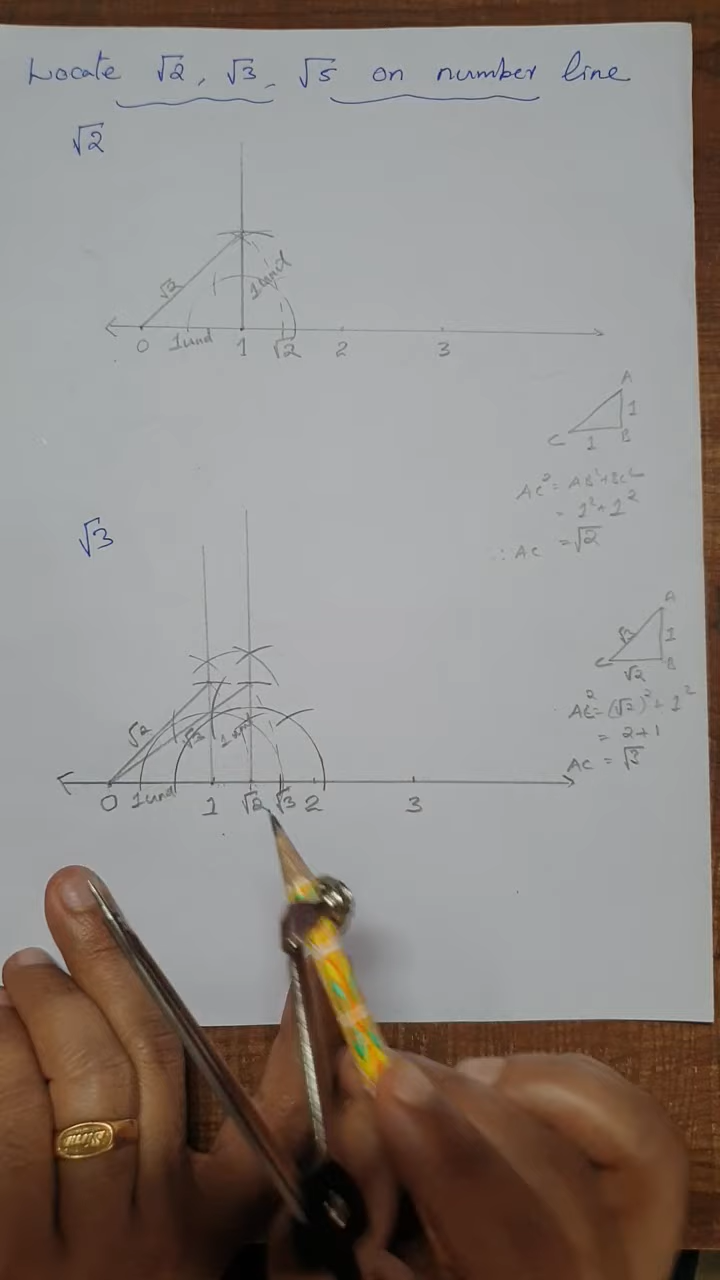 Locate √2, √3, √5 on number line
√2
√2
1 unit
0 1 unit 1 √2 2 3
A
1
C 1 B
AC² = AB² + BC²
= 1² + 1²
∴ AC = √2
√3
A
√3 1
C √2 B
AC² = (√2)² + 1²
= 2+1
AC = √3
√2 √3 1 unit
0 1 unit 1 √2 √3 2 3